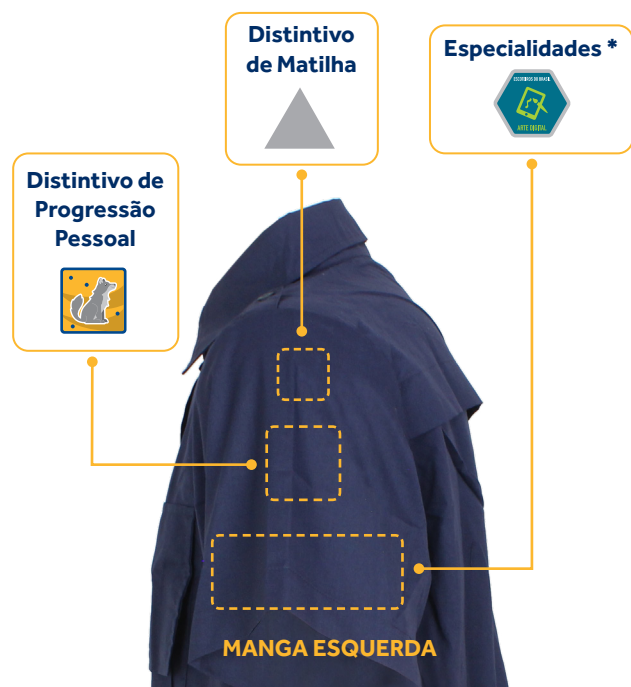 Distintivo
de Matilha
Especialidades *
ESCOTEIROS DO BRASIL
ARTE DIGITAL
Distintivo de
Progressão
Pessoal
MANGA ESQUERDA